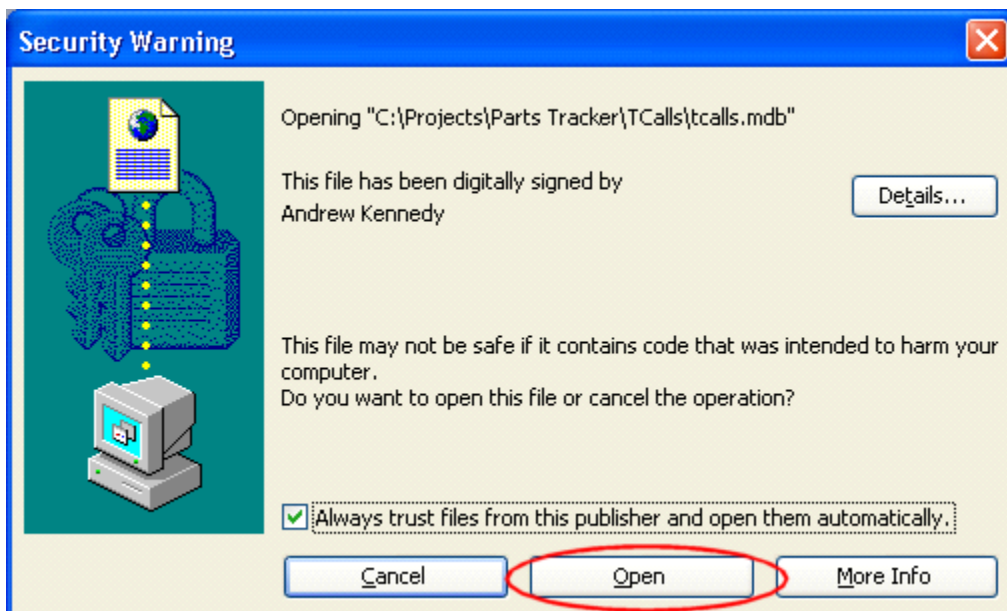 Security Warning
Opening "C:\Projects\Parts Tracker\TCalls\tcalls.mdb"
This file has been digitally signed by
Andrew Kennedy
Details...
This file may not be safe if it contains code that was intended to harm your
computer.
Do you want to open this file or cancel the operation?
Always trust files from this publisher and open them automatically.
Cancel
Open
More Info